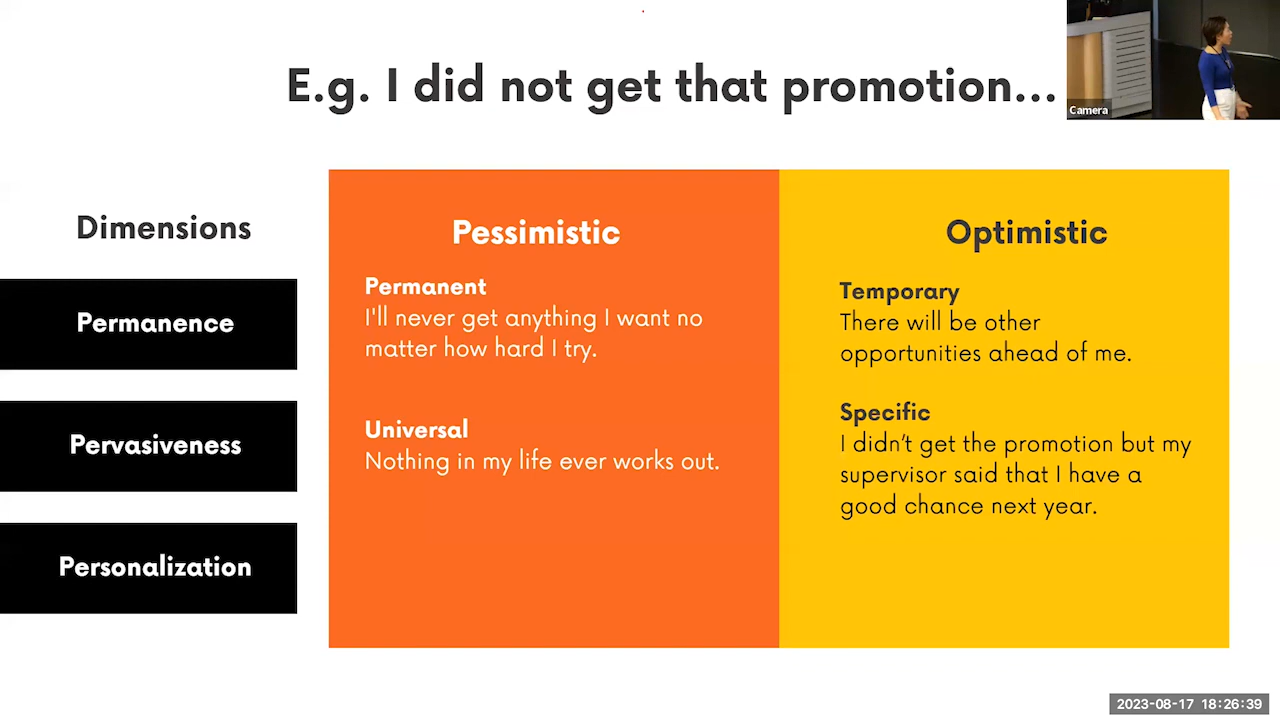 E.g. I did not get that promotion...
Camera
Dimensions
Permanence
Pervasiveness
Personalization
Pessimistic
Permanent
I'll never get anything I want no
matter how hard I try.
Universal
Nothing in my life ever works out.
Optimistic
Temporary
There will be other
opportunities ahead of me.
Specific
I didn’t get the promotion but my
supervisor said that I have a
good chance next year.
2023-08-17 18:26:39